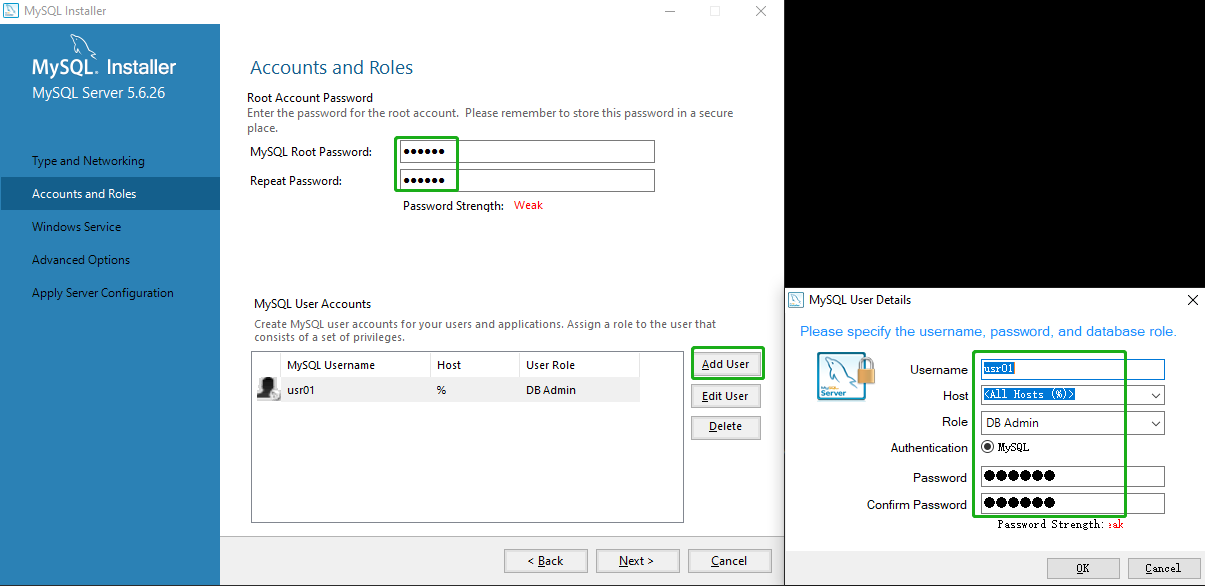 MySQL Installer
MySQL. Installer
MySQL Server 5.6.26
Type and Networking
Accounts and Roles
Windows Service
Advanced Options
Apply Server Configuration
Accounts and Roles
Root Account Password
Enter the password for the root account. Please remember to store this password in a secure
place.
MySQL Root Password: ●●●●●●
Repeat Password: ●●●●●●
Password Strength: Weak
MySQL User Accounts
Create MySQL user accounts for your users and applications. Assign a role to the user that
consists of a set of privileges.
MySQL Username Host User Role
usr01 % DB Admin
Add User
Edit User
Delete
< Back Next > Cancel
MySQL User Details
Please specify the username, password, and database role.
MySQL
Server
Username usr01
Host <All Hosts (%)>
Role DB Admin
Authentication MySQL
Password ●●●●●●
Confirm Password ●●●●●●
Password Strength: eak
OK Cancel